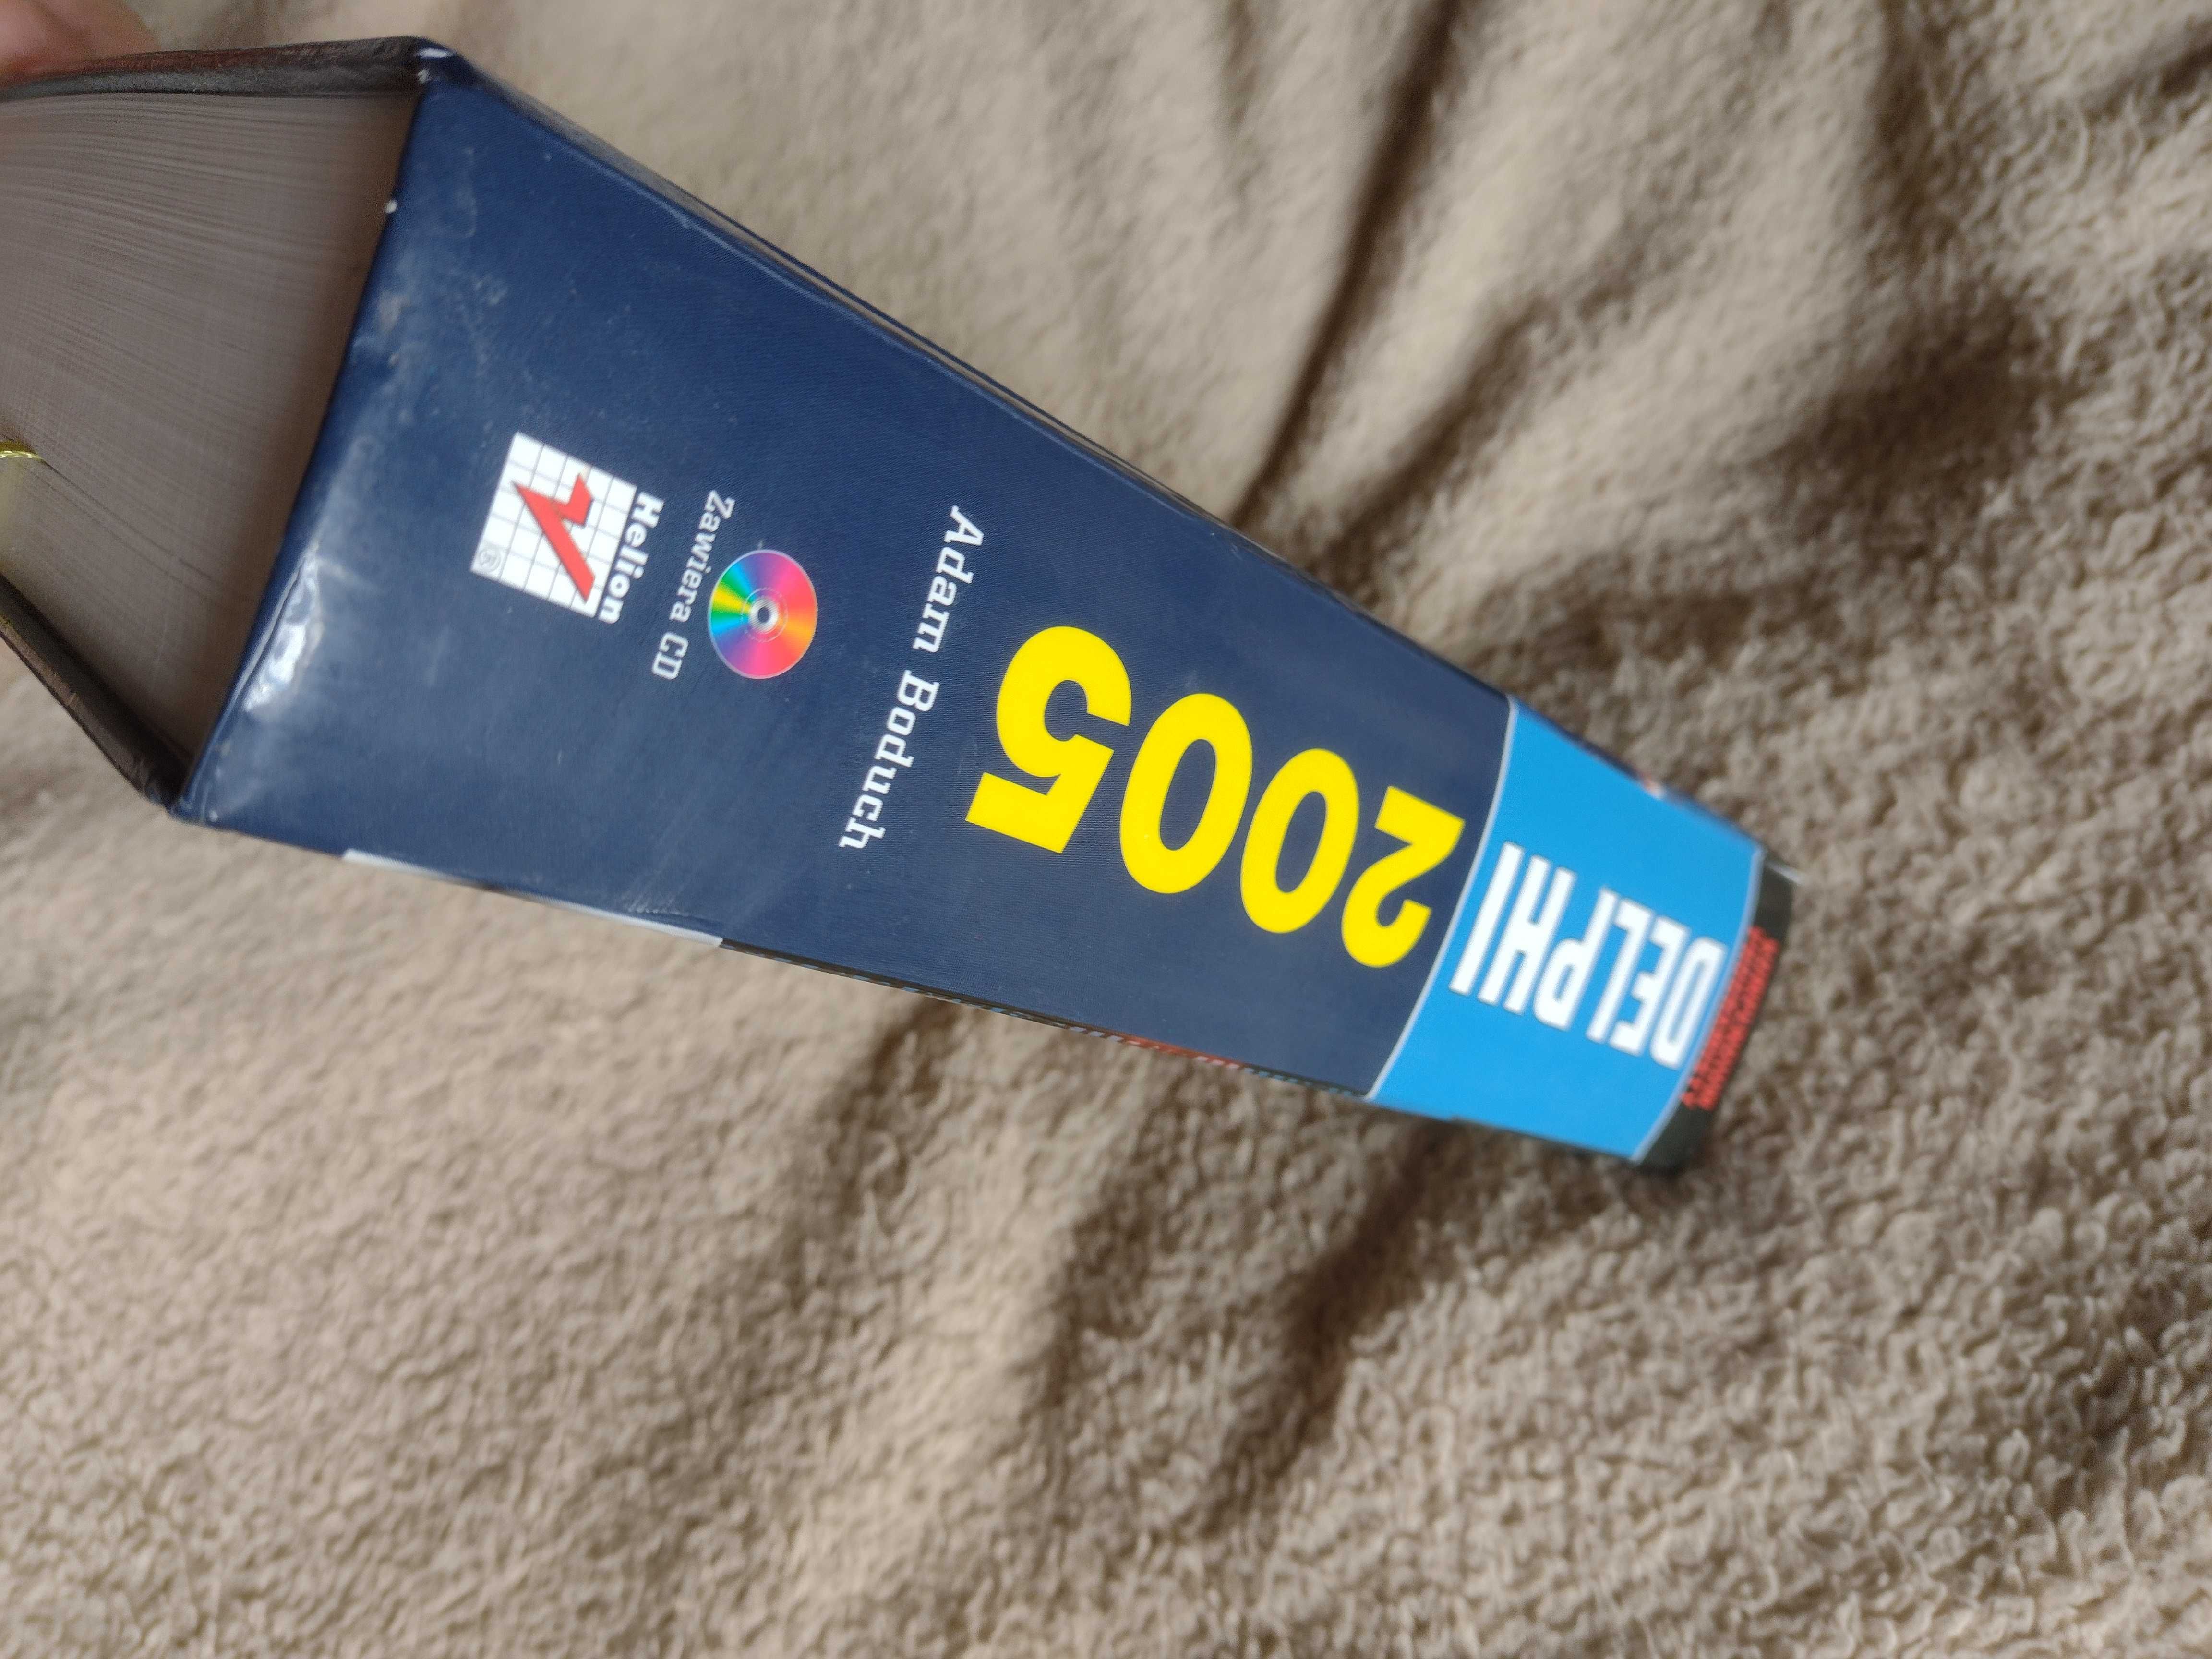 DELPHI
2005
Adam Boduch
Zawiera CD
Helion